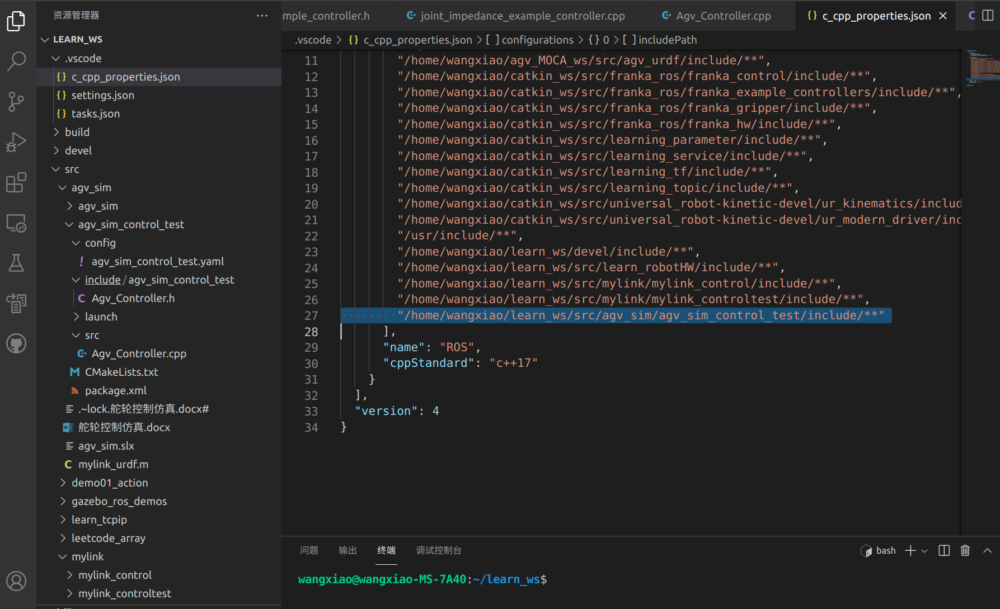 资源管理器
LEARN_WS
.vscode
c_cpp_properties.json
settings.json
tasks.json
build
devel
src
agv_sim
agv_sim
agv_sim_control_test
config
agv_sim_control_test.yaml
include/agv_sim_control_test
Agv_Controller.h
launch
src
Agv_Controller.cpp
CMakeLists.txt
package.xml
.~lock.舵轮控制仿真.docx#
舵轮控制仿真.docx
agv_sim.slx
mylink_urdf.m
demo01_action
gazebo_ros_demos
learn_tcpip
leetcode_array
mylink
mylink_control
mylink_controltest
mple_controller.h joint_impedance_example_controller.cpp Agv_Controller.cpp c_cpp_properties.json
.vscode > c_cpp_properties.json > [ ] configurations > {} 0 > [ ] includePath
11 "/home/wangxiao/agv_MOCA_ws/src/agv_urdf/include/**",
12 "/home/wangxiao/catkin_ws/src/franka_ros/franka_control/include/**",
13 "/home/wangxiao/catkin_ws/src/franka_ros/franka_example_controllers/include/**",
14 "/home/wangxiao/catkin_ws/src/franka_ros/franka_gripper/include/**",
15 "/home/wangxiao/catkin_ws/src/franka_ros/franka_hw/include/**",
16 "/home/wangxiao/catkin_ws/src/learning_parameter/include/**",
17 "/home/wangxiao/catkin_ws/src/learning_service/include/**",
18 "/home/wangxiao/catkin_ws/src/learning_tf/include/**",
19 "/home/wangxiao/catkin_ws/src/learning_topic/include/**",
20 "/home/wangxiao/catkin_ws/src/universal_robot-kinetic-devel/ur_kinematics/includ
21 "/home/wangxiao/catkin_ws/src/universal_robot-kinetic-devel/ur_modern_driver/inc
22 "/usr/include/**",
23 "/home/wangxiao/learn_ws/devel/include/**",
24 "/home/wangxiao/learn_ws/src/learn_robotHW/include/**",
25 "/home/wangxiao/learn_ws/src/mylink/mylink_control/include/**",
26 "/home/wangxiao/learn_ws/src/mylink/mylink_controltest/include/**",
27 "/home/wangxiao/learn_ws/src/agv_sim/agv_sim_control_test/include/**"
28 ],
29 "name": "ROS",
30 "cppStandard": "c++17"
31 }
32 ],
33 "version": 4
34 }
问题 输出 终端 调试控制台 bash
wangxiao@wangxiao-MS-7A40:~/learn_ws$